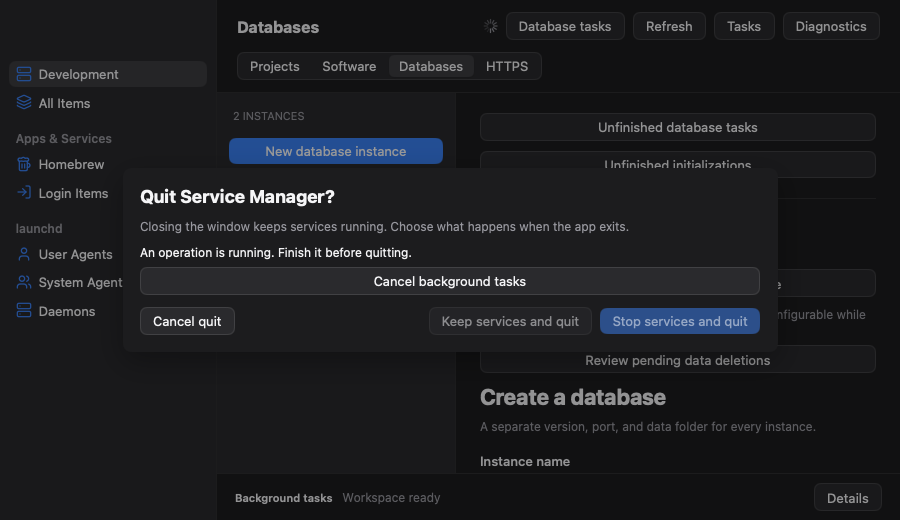 Databases
Database tasks
Refresh
Tasks
Diagnostics
Projects
Software
Databases
HTTPS
Development
All Items
Apps & Services
Homebrew
Login Items
launchd
User Agents
System Agent
Daemons
2 INSTANCES
New database instance
Unfinished database tasks
Unfinished initializations
Quit Service Manager?
Closing the window keeps services running. Choose what happens when the app exits.
An operation is running. Finish it before quitting.
Cancel background tasks
Cancel quit
Keep services and quit
Stop services and quit
while
Review pending data deletions
Create a database
A separate version, port, and data folder for every instance.
Instance name
Background tasks
Workspace ready
Details